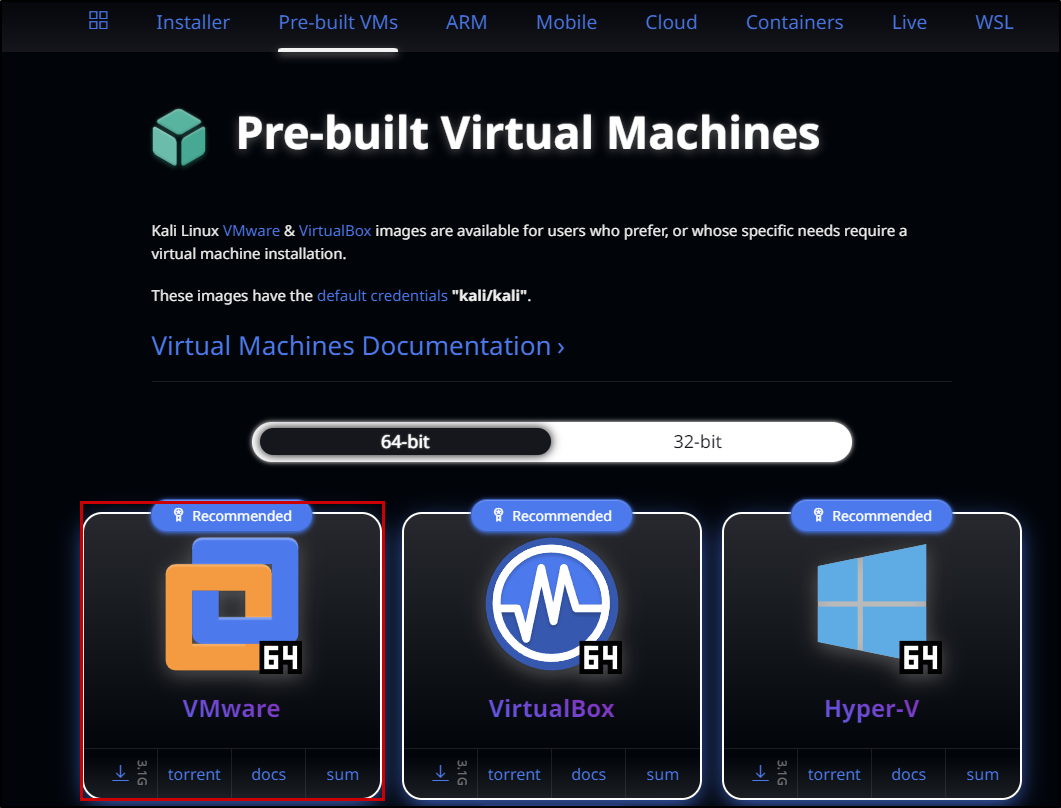 Installer Pre-built VMs ARM Mobile Cloud Containers Live WSL
Pre-built Virtual Machines
Kali Linux VMware & VirtualBox images are available for users who prefer, or whose specific needs require a
virtual machine installation.
These images have the default credentials "kali/kali".
Virtual Machines Documentation ›
64-bit 32-bit
Recommended Recommended Recommended
64 64 64
VMware VirtualBox Hyper-V
3.1G torrent docs sum 3.1G torrent docs sum 3.1G torrent docs sum